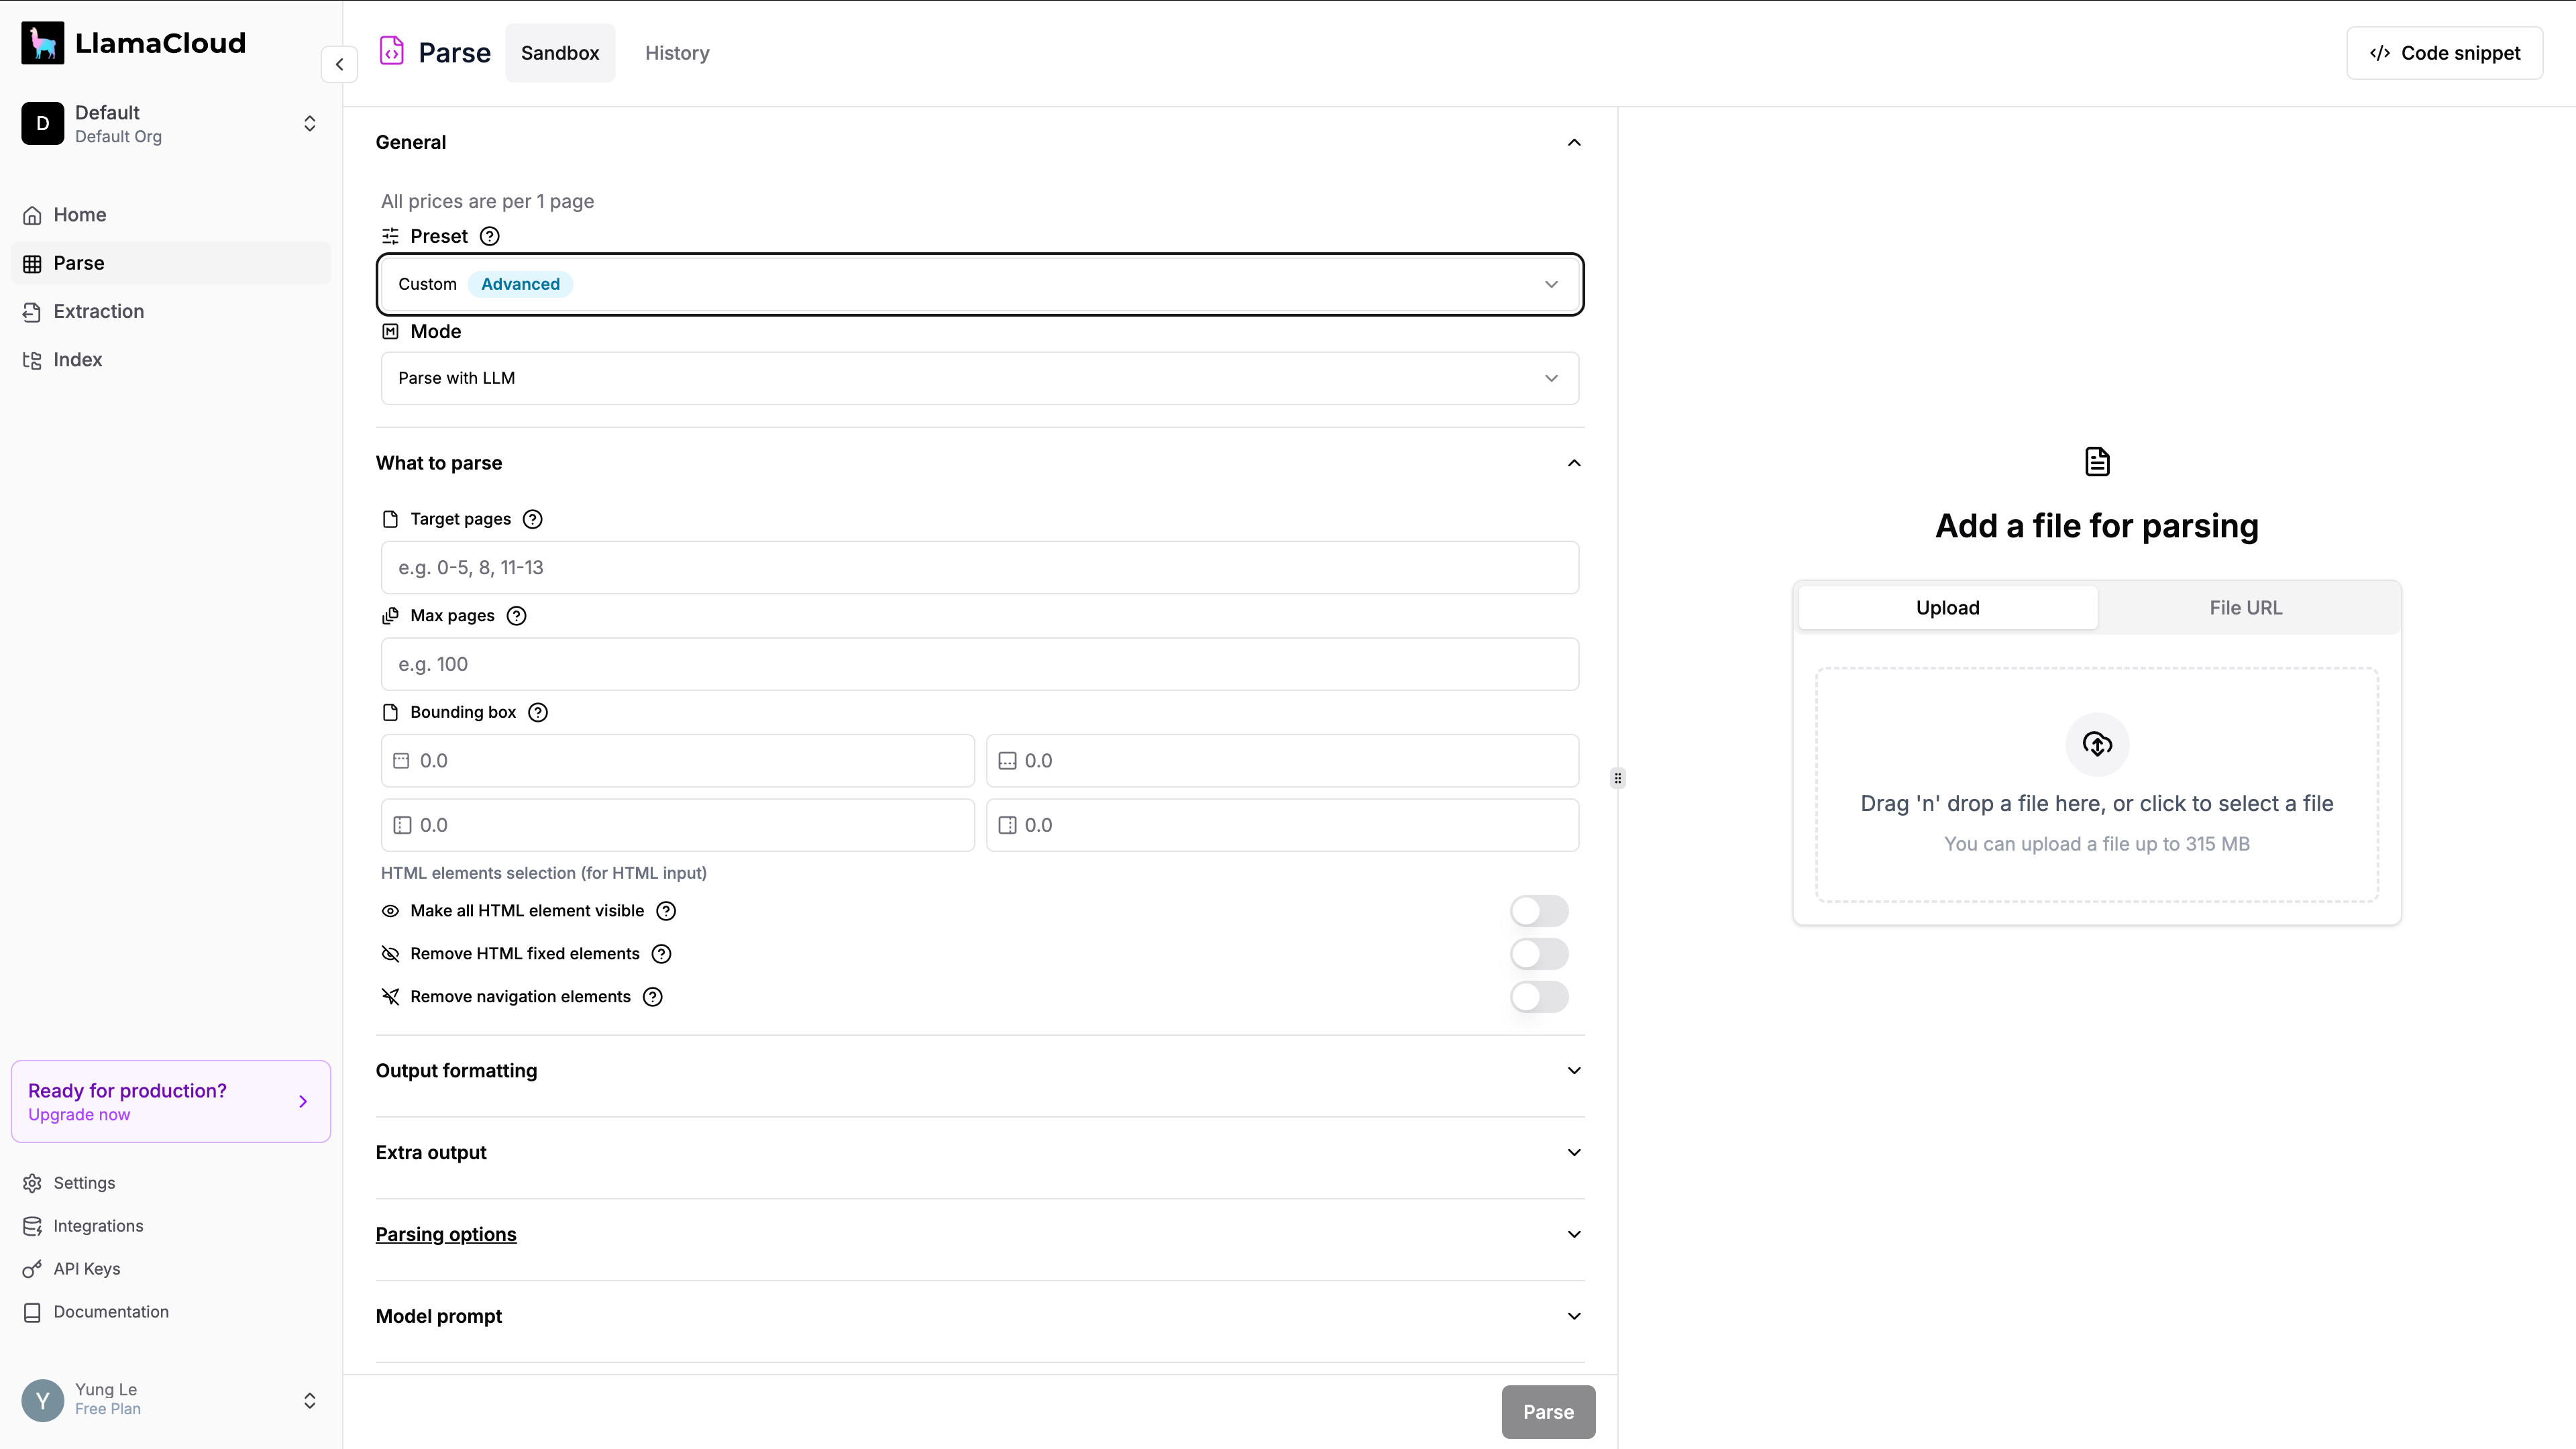 LlamaCloud
D
Default
Default Org
Home
Parse
Extraction
Index
Ready for production?
Upgrade now
Settings
Integrations
API Keys
Documentation
Y
Yung Le
Free Plan
Parse
Sandbox
History
Code snippet
General
All prices are per 1 page
Preset
Custom Advanced
Mode
Parse with LLM
What to parse
Target pages
e.g. 0-5, 8, 11-13
Max pages
e.g. 100
Bounding box
0.0
0.0
0.0
0.0
HTML elements selection (for HTML input)
Make all HTML element visible
Remove HTML fixed elements
Remove navigation elements
Output formatting
Extra output
Parsing options
Model prompt
Parse
Add a file for parsing
Upload
File URL
Drag 'n' drop a file here, or click to select a file
You can upload a file up to 315 MB